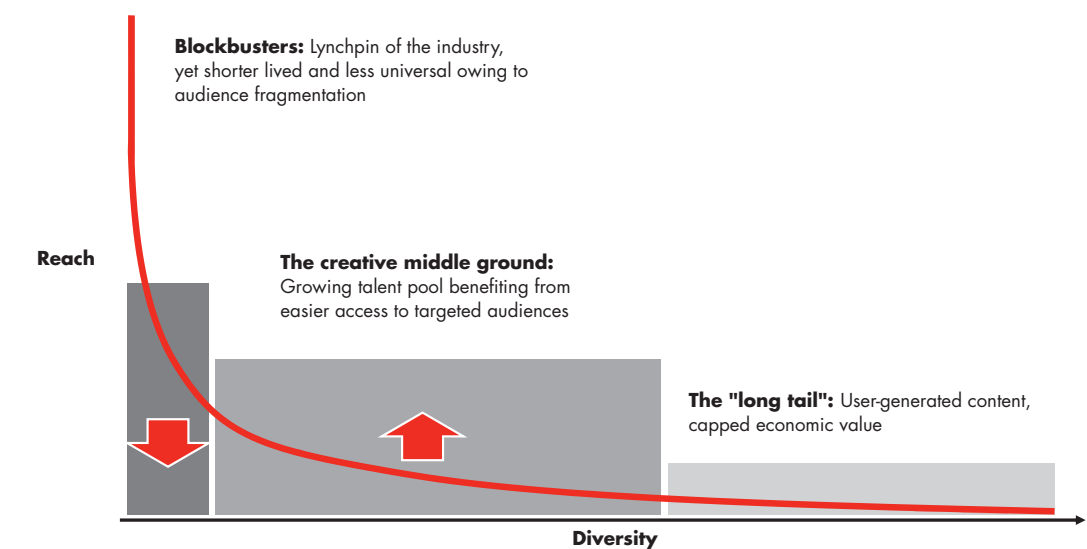 Blockbusters: Lynchpin of the industry,
yet shorter lived and less universal owing to
audience fragmentation
Reach
The creative middle ground:
Growing talent pool benefiting from
easier access to targeted audiences
The "long tail": User-generated content,
capped economic value
Diversity